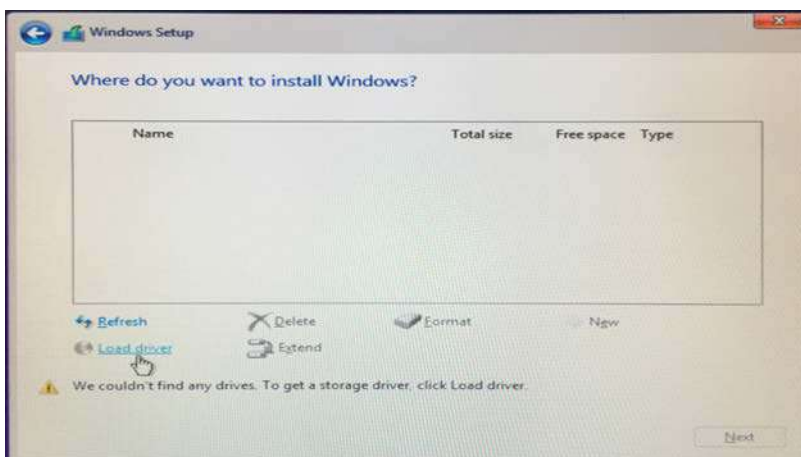 Windows Setup
Where do you want to install Windows?
Name Total size Free space Type
Refresh Delete Format New
Load driver Extend
We couldn't find any drives. To get a storage driver, click Load driver.
Next